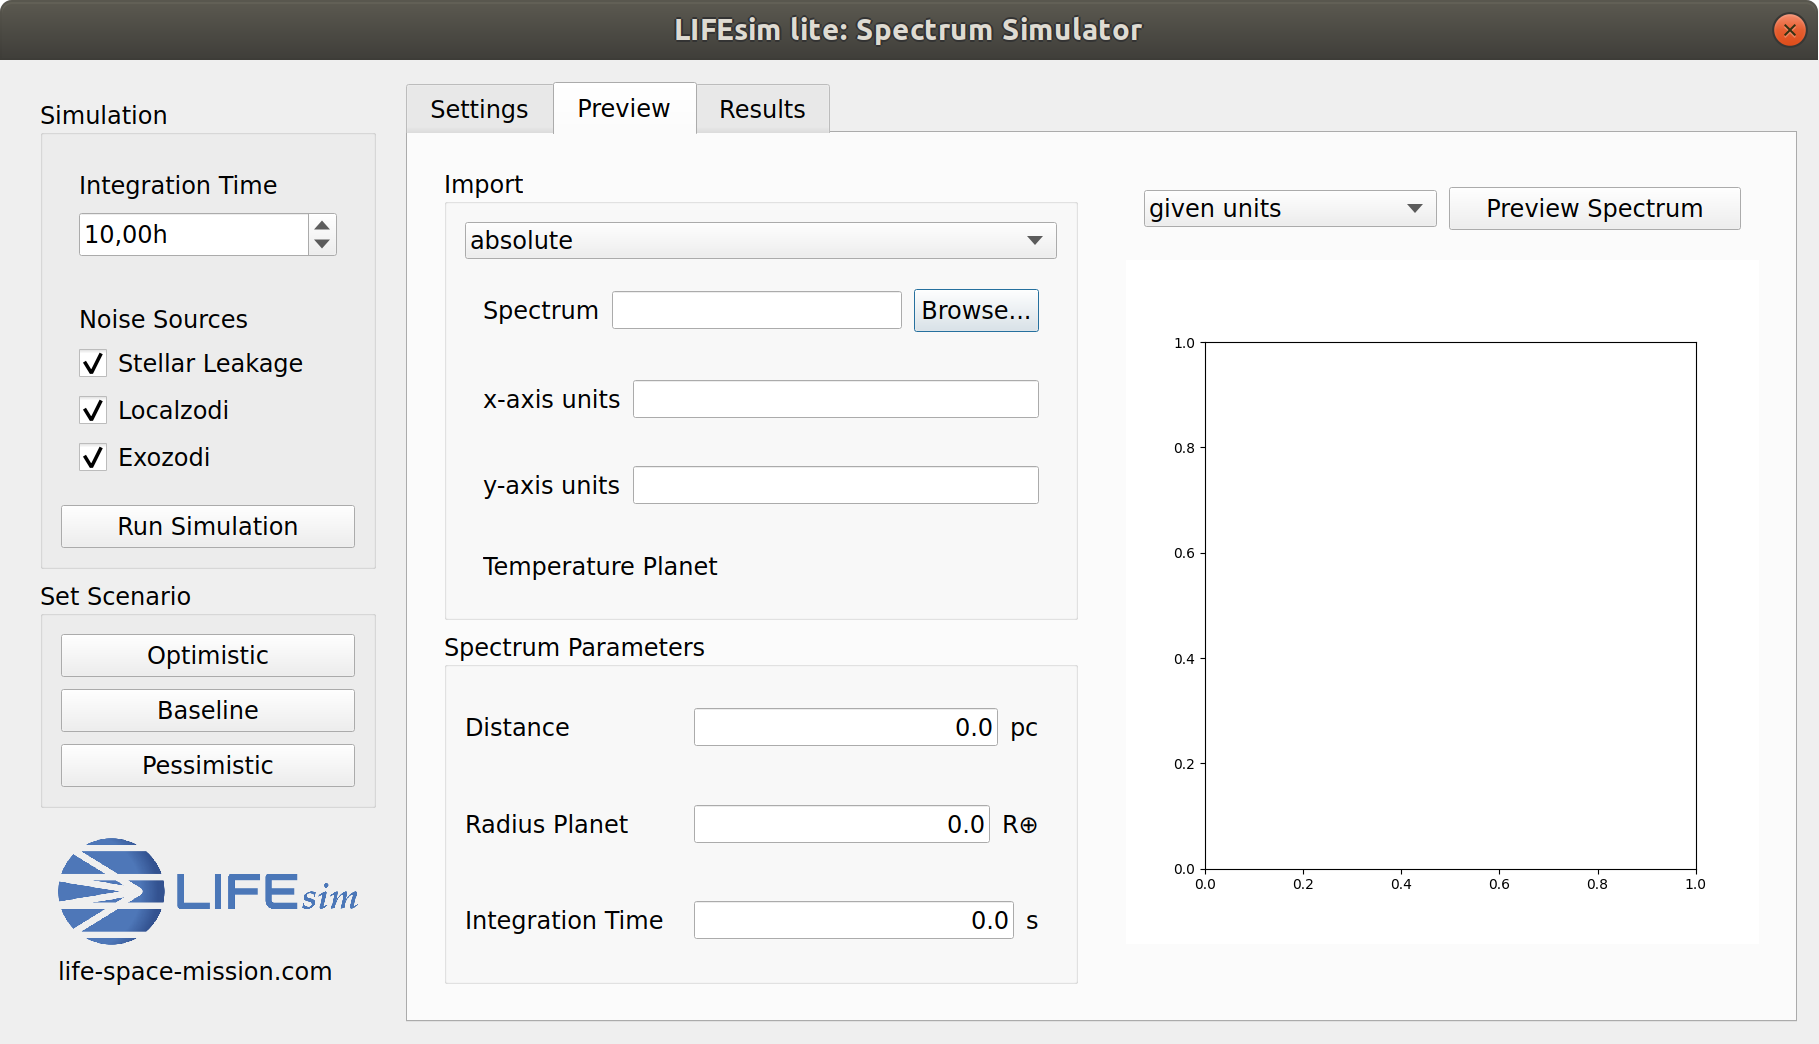 LIFEsim lite: Spectrum Simulator
Simulation
Integration Time
10,00h
Noise Sources
Stellar Leakage
Localzodi
Exozodi
Run Simulation
Set Scenario
Optimistic
Baseline
Pessimistic
LIFEsim
life-space-mission.com
Settings Preview Results
Import
absolute
Spectrum Browse...
x-axis units
y-axis units
Temperature Planet
Spectrum Parameters
Distance 0.0 pc
Radius Planet 0.0 R⊕
Integration Time 0.0 s
given units Preview Spectrum
1.0
0.8
0.6
0.4
0.2
0.0
0.0 0.2 0.4 0.6 0.8 1.0